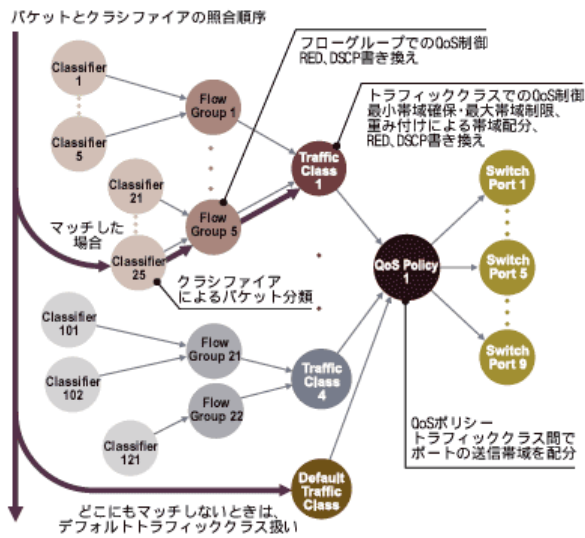 パケットとクラシファイアの照合順序
Classifier
1
Classifier
5
Flow
Group 1
フローグループでのQoS制御
RED、DSCP書き換え
トラフィッククラスでのQoS制御
最小帯域確保・最大帯域制限、
重み付けによる帯域配分、
RED、DSCP書き換え
Traffic
Class
1
Classifier
21
Flow
Group 5
マッチした
場合
Classifier
25
クラシファイア
によるパケット分類
Switch
Port 1
QoS Policy
1
Switch
Port 5
Switch
Port 9
Classifier
101
Classifier
102
Flow
Group 21
Flow
Group 22
Traffic
Class
4
Classifier
121
QoSポリシー
トラフィッククラス間で
ポートの送信帯域を配分
Default
Traffic
Class
どこにもマッチしないときは、
デフォルトトラフィッククラス扱い